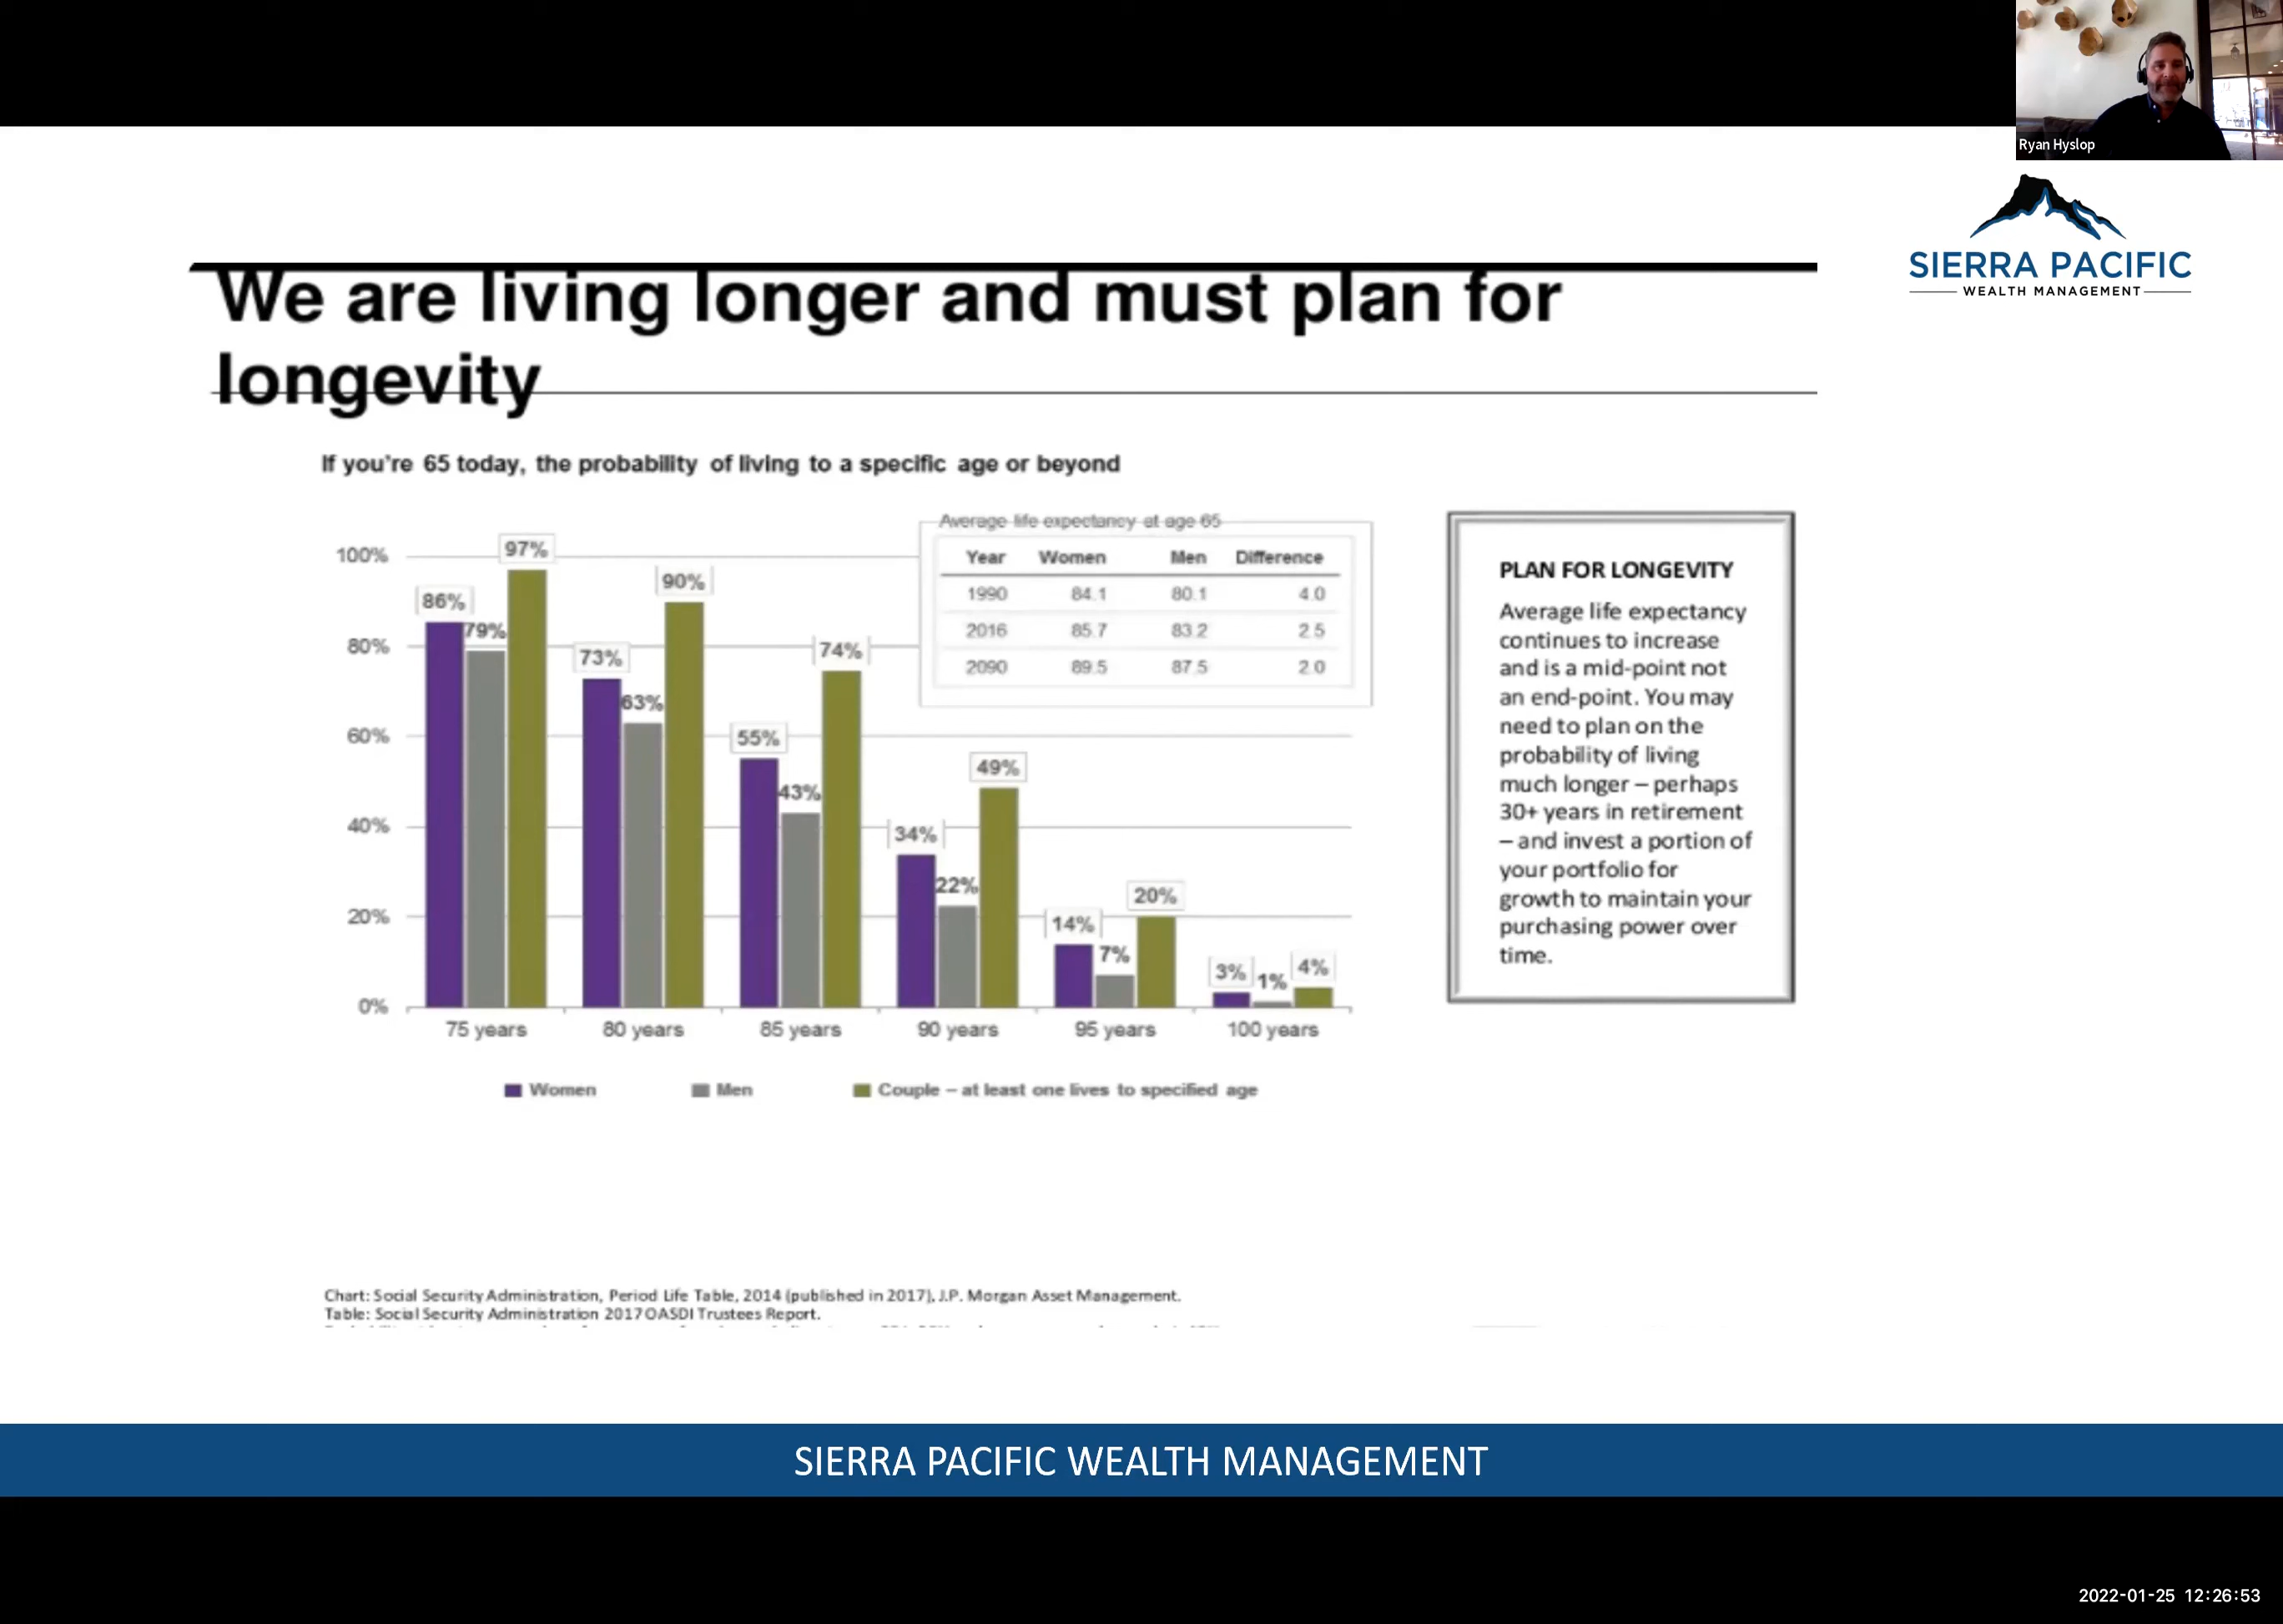 Ryan Hyslop
SIERRA PACIFIC
WEALTH MANAGEMENT
We are living longer and must plan for
longevity
If you're 65 today, the probability of living to a specific age or beyond
100%
80%
60%
40%
20%
0%
86%
79%
97%
73%
63%
90%
55%
43%
74%
34%
22%
49%
14%
7%
20%
3%
1%
4%
75 years
80 years
85 years
90 years
95 years
100 years
Women
Men
Couple – at least one lives to specified age
Average life expectancy at age 65
Year Women Men Difference
1990 84.1 80.1 4.0
2016 85.7 83.2 2.5
2090 89.5 87.5 2.0
PLAN FOR LONGEVITY
Average life expectancy
continues to increase
and is a mid-point not
an end-point. You may
need to plan on the
probability of living
much longer – perhaps
30+ years in retirement
– and invest a portion of
your portfolio for
growth to maintain your
purchasing power over
time.
Chart: Social Security Administration, Period Life Table, 2014 (published in 2017), J.P. Morgan Asset Management.
Table: Social Security Administration 2017 OASDI Trustees Report.
SIERRA PACIFIC WEALTH MANAGEMENT
2022-01-25 12:26:53